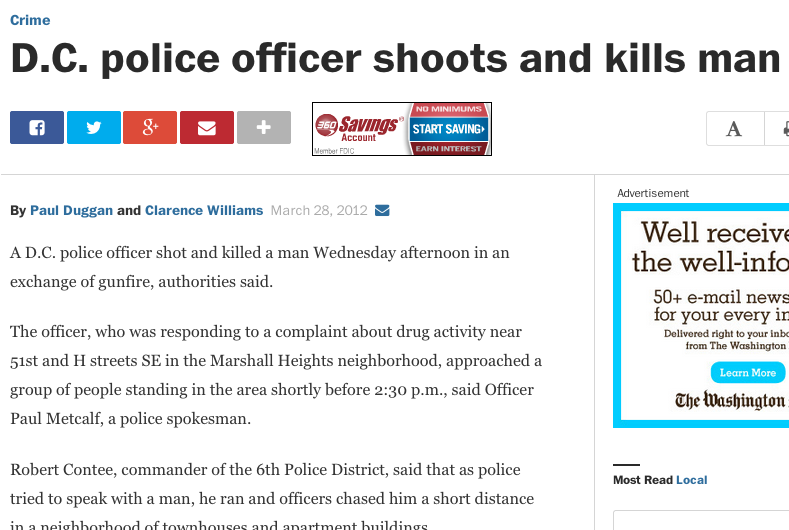 Crime
D.C. police officer shoots and kills man
360 Savings® Account
Member FDIC
NO MINIMUMS
START SAVING
EARN INTEREST
A
By Paul Duggan and Clarence Williams March 28, 2012
A D.C. police officer shot and killed a man Wednesday afternoon in an
exchange of gunfire, authorities said.
The officer, who was responding to a complaint about drug activity near
51st and H streets SE in the Marshall Heights neighborhood, approached a
group of people standing in the area shortly before 2:30 p.m., said Officer
Paul Metcalf, a police spokesman.
Robert Contee, commander of the 6th Police District, said that as police
tried to speak with a man, he ran and officers chased him a short distance
in a neighborhood of townhouses and apartment buildings.
Advertisement
Well receive
the well-info
50+ e-mail news
for your every in
Delivered right to your inbo
from The Washington
Learn More
The Washington
Most Read Local